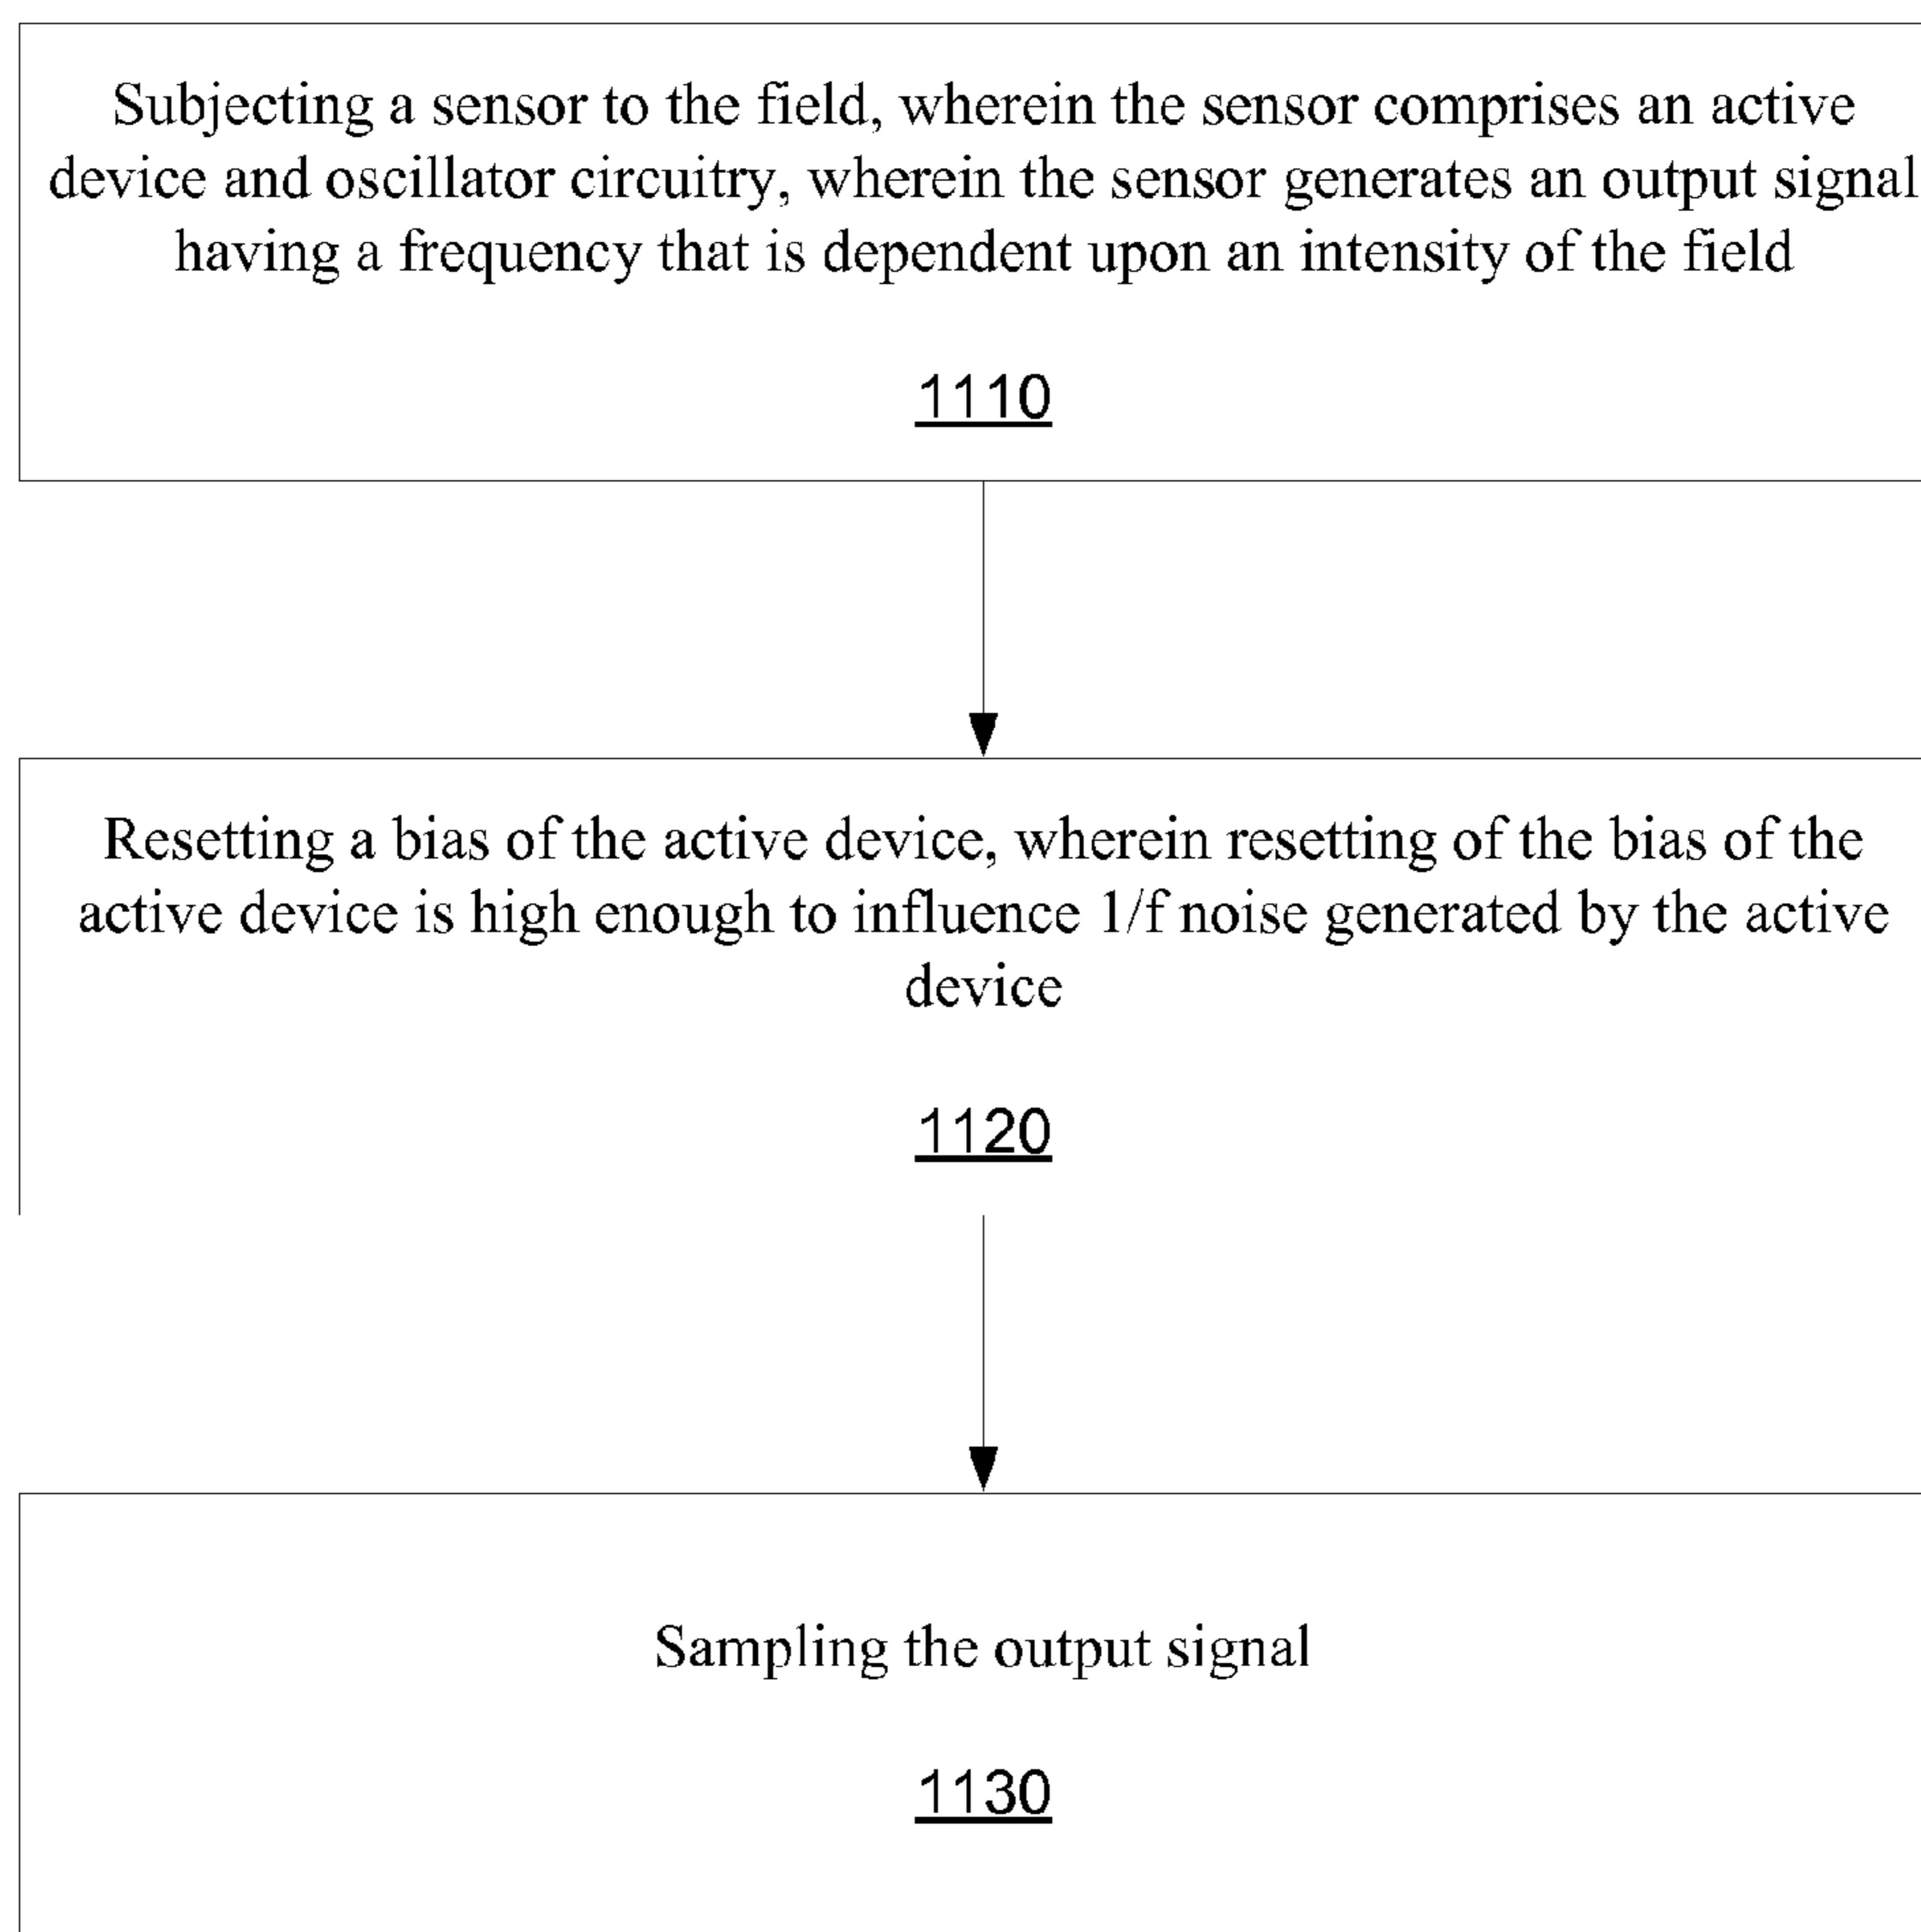 Subjecting a sensor to the field, wherein the sensor comprises an active
device and oscillator circuitry, wherein the sensor generates an output signal
having a frequency that is dependent upon an intensity of the field
1110
Resetting a bias of the active device, wherein resetting of the bias of the
active device is high enough to influence 1/f noise generated by the active
device
1120
Sampling the output signal
1130